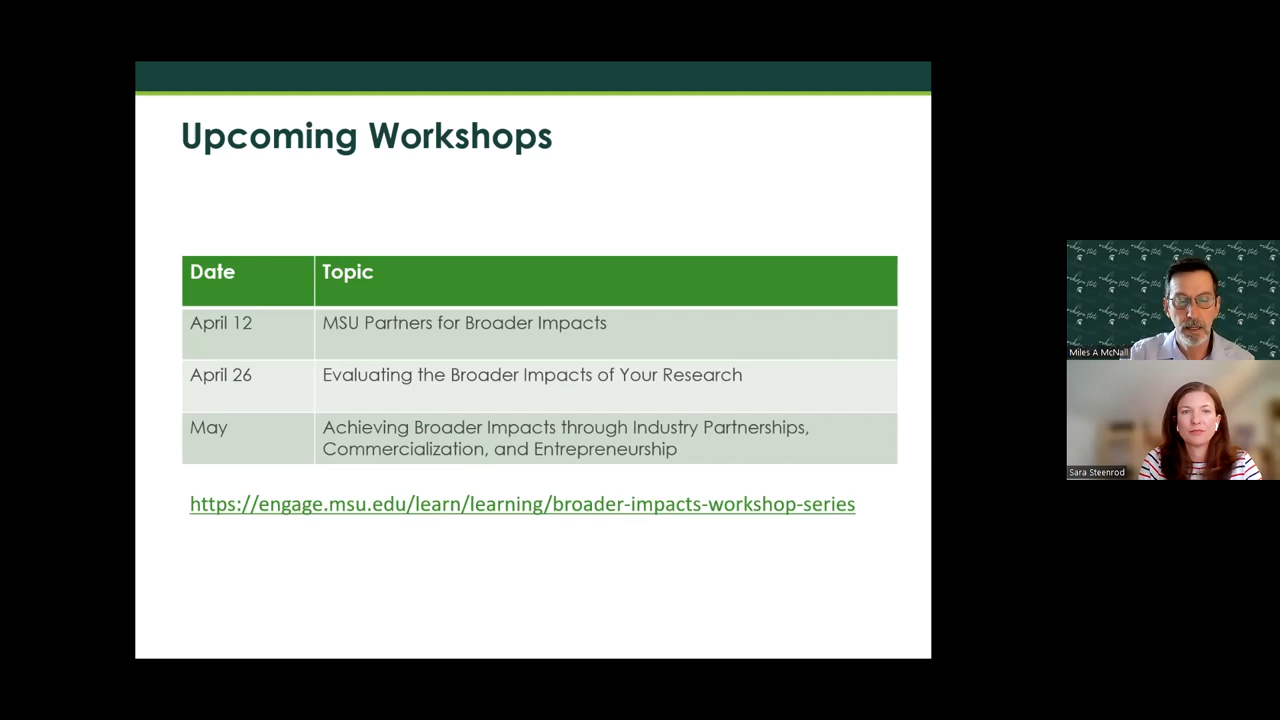 Upcoming Workshops
Date Topic
April 12 MSU Partners for Broader Impacts
April 26 Evaluating the Broader Impacts of Your Research
May Achieving Broader Impacts through Industry Partnerships,
Commercialization, and Entrepreneurship
https://engage.msu.edu/learn/learning/broader-impacts-workshop-series
Miles A McNall
Sara Steenrod